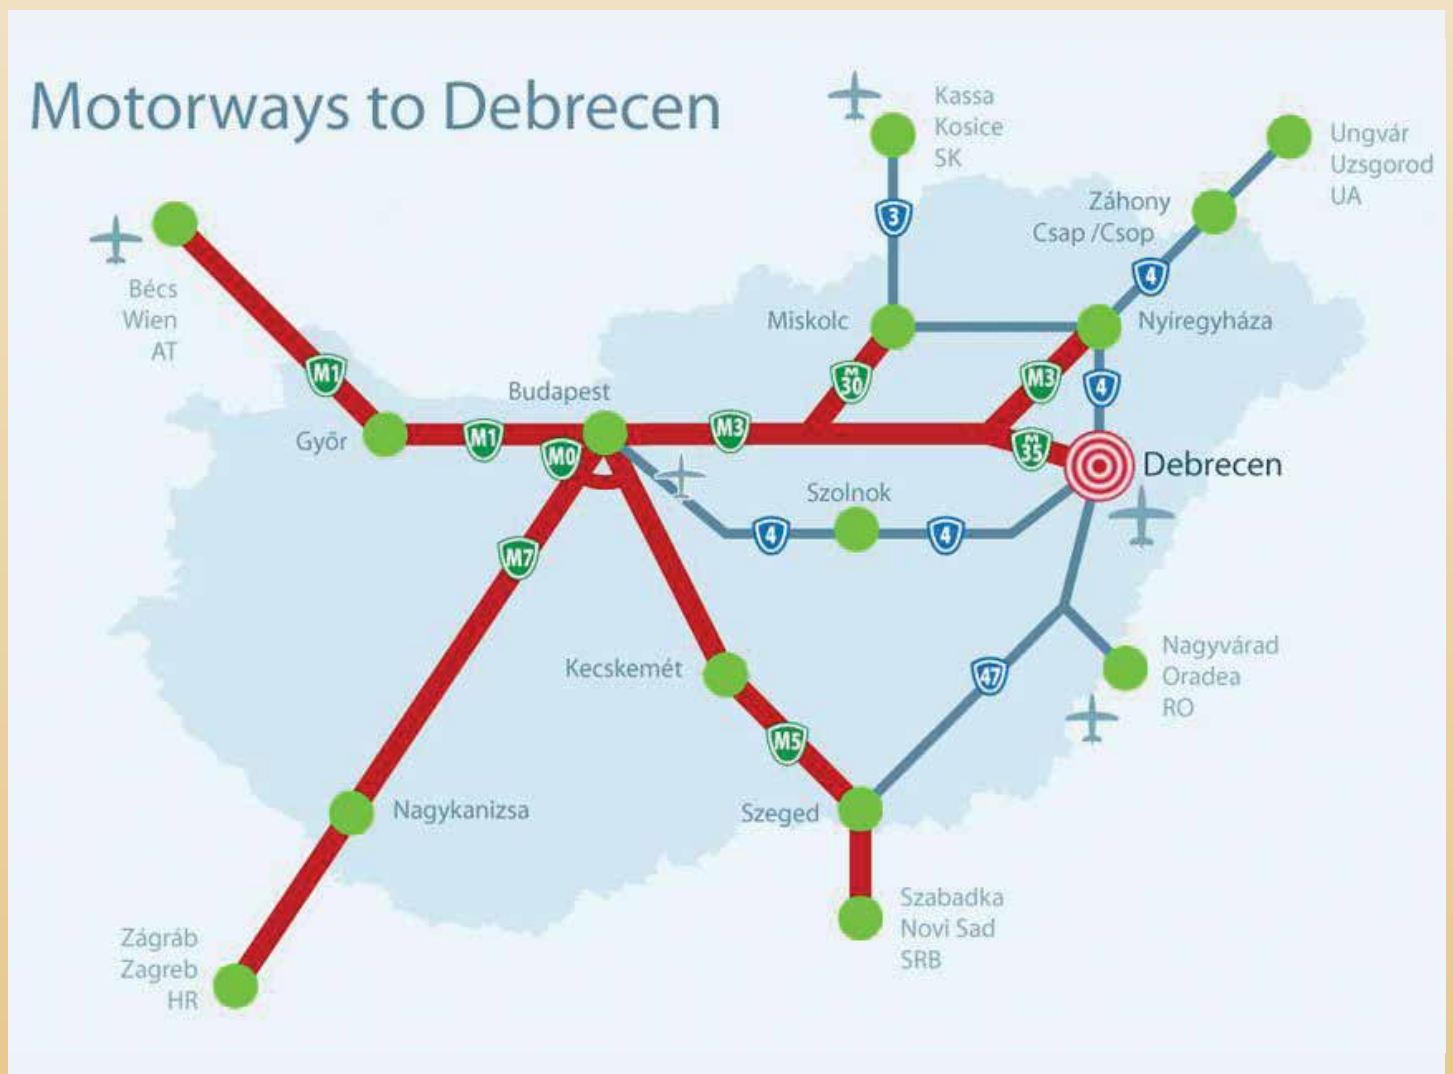 Motorways to Debrecen
Kassa
Kosice
SK
Ungvár
Uzsgorod
UA
Záhony
Csap /Csop
3
4
Bécs
Wien
AT
Miskolc
Nyíregyháza
M1
M
30
M3
4
Budapest
Győr
M1
M0
M3
M
35
Debrecen
Szolnok
4
4
M7
Kecskemét
47
Nagyvárad
Oradea
RO
M5
Nagykanizsa
Szeged
Szabadka
Novi Sad
SRB
Zágráb
Zagreb
HR